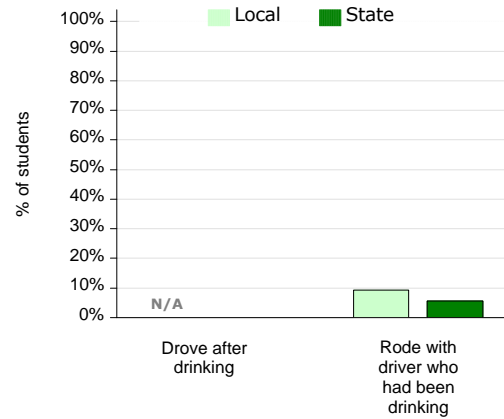 Local State
% of students
100%
90%
80%
70%
60%
50%
40%
30%
20%
10%
0%
N/A
Drove after
drinking
Rode with
driver who
had been
drinking